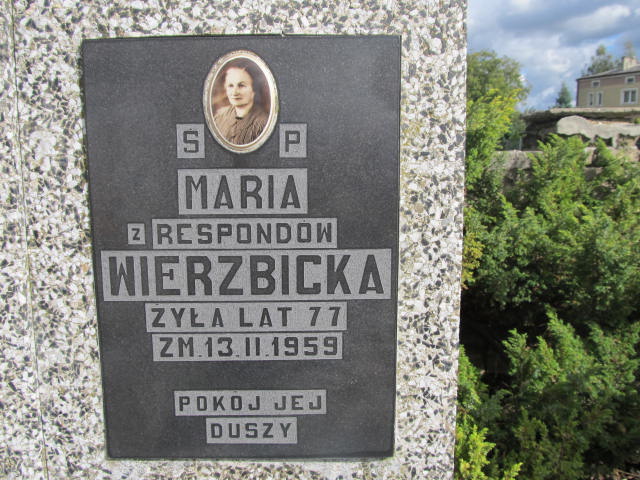 Ś P
MARIA
z RESPONDÓW
WIERZBICKA
ŻYŁA LAT 77
ZM. 13.II.1959
POKÓJ JEJ
DUSZY